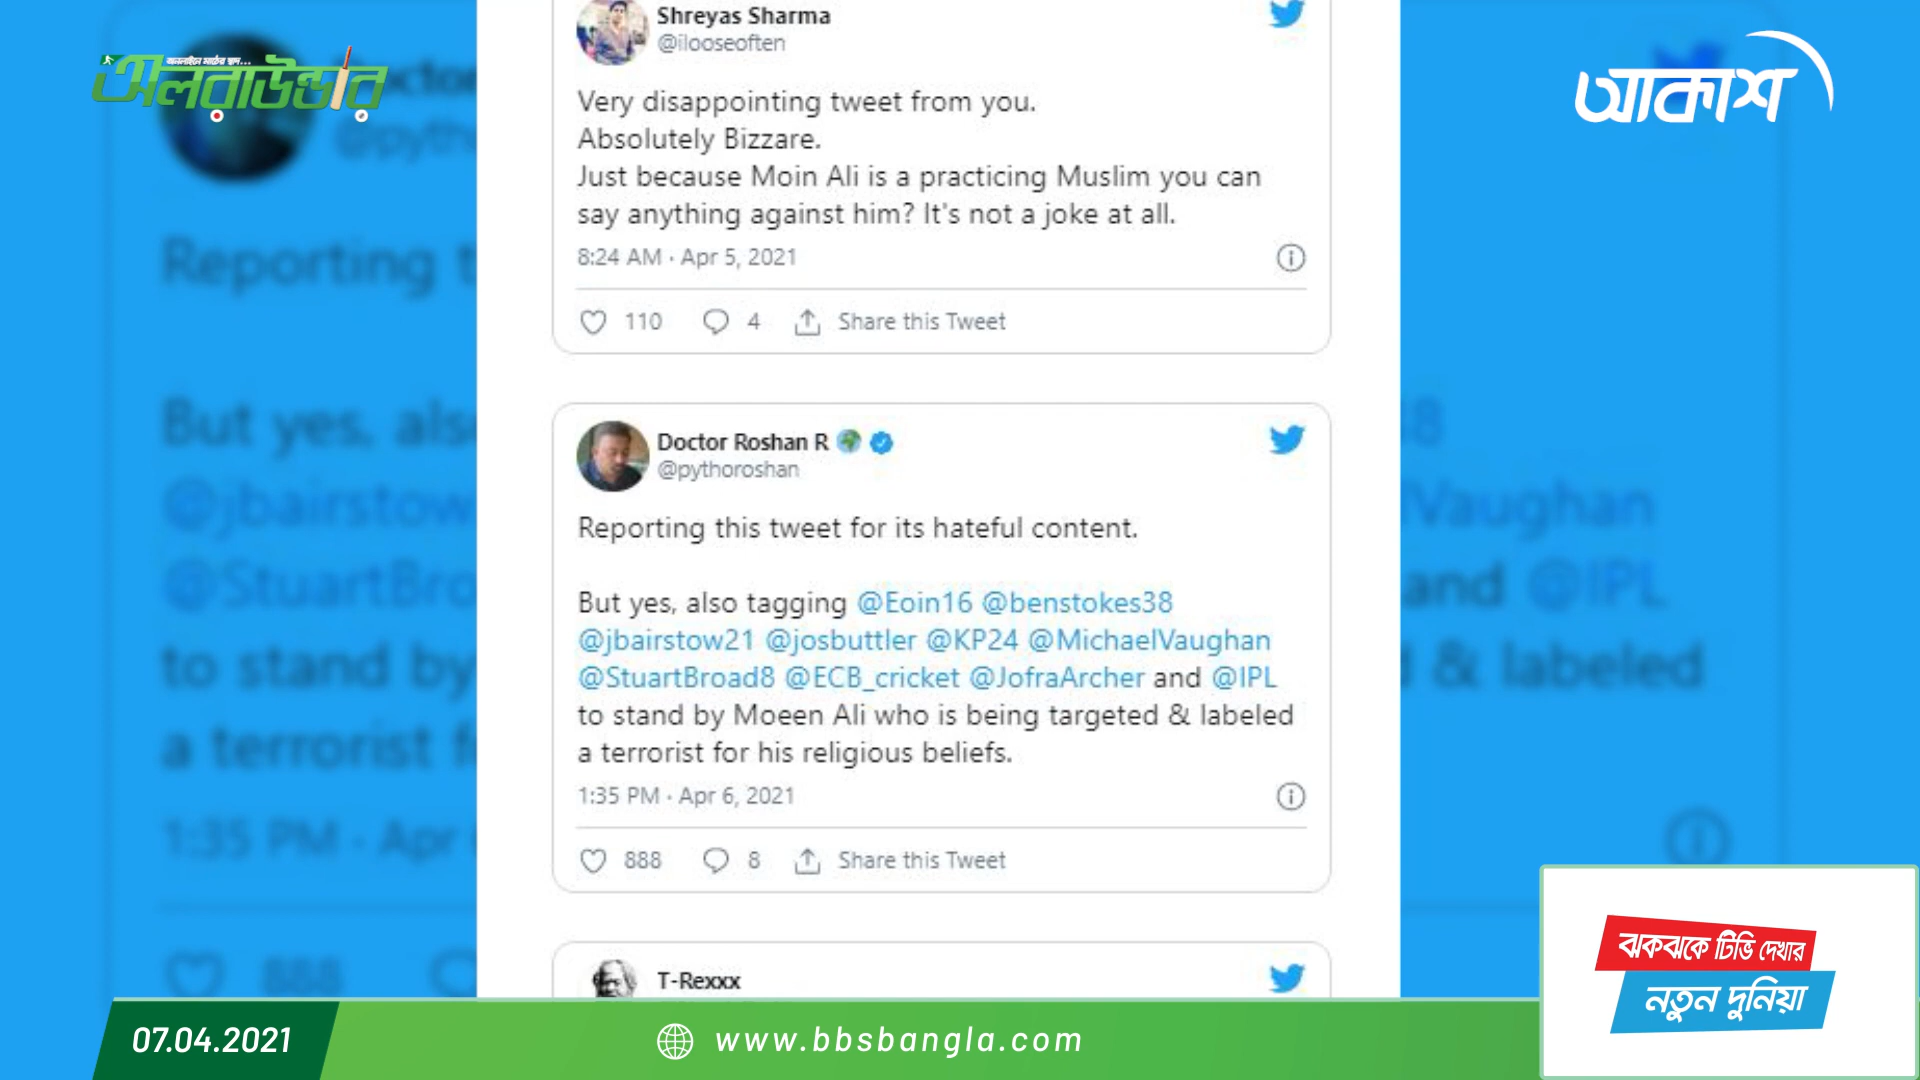 অনলাইনে মাঠের স্বাদ...
অলরাউন্ডার
আকাশ
Shreyas Sharma
@ilooseoften
Very disappointing tweet from you.
Absolutely Bizzare.
Just because Moin Ali is a practicing Muslim you can
say anything against him? It's not a joke at all.
8:24 AM · Apr 5, 2021
110 4 Share this Tweet
Doctor Roshan R
@pythoroshan
Reporting this tweet for its hateful content.
But yes, also tagging @Eoin16 @benstokes38
@jbairstow21 @josbuttler @KP24 @MichaelVaughan
@StuartBroad8 @ECB_cricket @JofraArcher and @IPL
to stand by Moeen Ali who is being targeted & labeled
a terrorist for his religious beliefs.
1:35 PM · Apr 6, 2021
888 8 Share this Tweet
T-Rexxx
ঝকঝকে টিভি দেখার
নতুন দুনিয়া
07.04.2021
www.bbsbangla.com